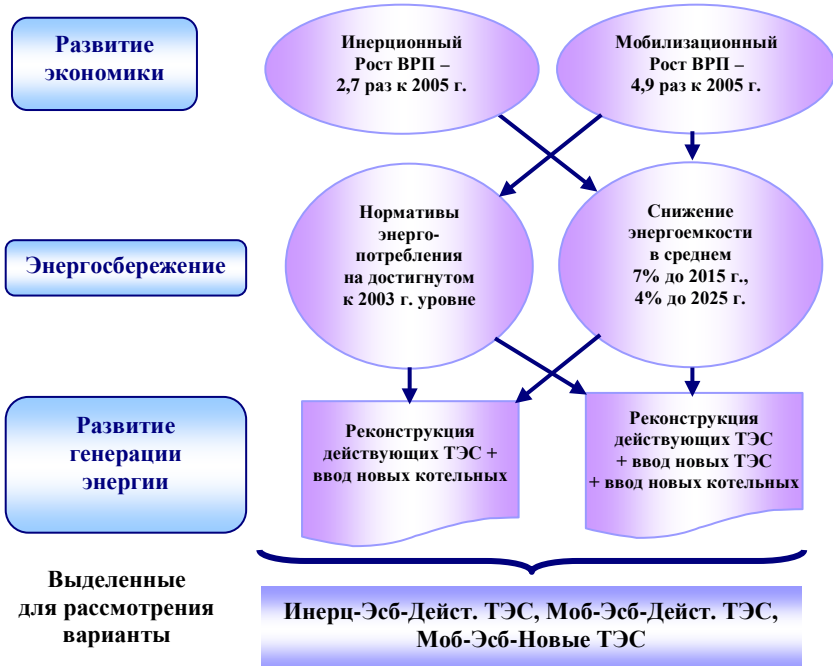 Развитие
экономики
Инерционный
Рост ВРП –
2,7 раз к 2005 г.
Мобилизационный
Рост ВРП –
4,9 раз к 2005 г.
Энергосбережение
Нормативы
энерго-
потребления
на достигнутом
к 2003 г. уровне
Снижение
энергоемкости
в среднем
7% до 2015 г.,
4% до 2025 г.
Развитие
генерации
энергии
Реконструкция
действующих ТЭС +
ввод новых котельных
Реконструкция
действующих ТЭС
+ ввод новых ТЭС
+ ввод новых котельных
Выделенные
для рассмотрения
варианты
Инерц-Эсб-Дейст. ТЭС, Моб-Эсб-Дейст. ТЭС,
Моб-Эсб-Новые ТЭС